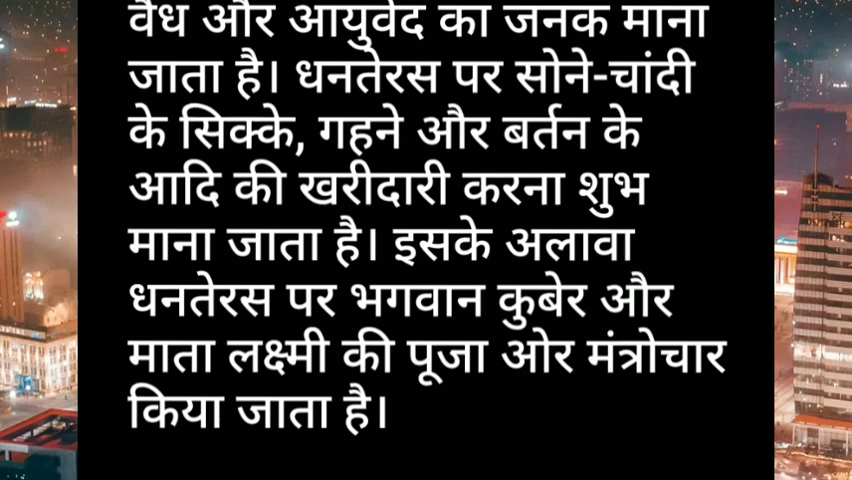 वैध और आयुर्वेद का जनक माना
जाता है। धनतेरस पर सोने-चांदी
के सिक्के, गहने और बर्तन के
आदि की खरीदारी करना शुभ
माना जाता है। इसके अलावा
धनतेरस पर भगवान कुबेर और
माता लक्ष्मी की पूजा ओर मंत्रोचार
किया जाता है।